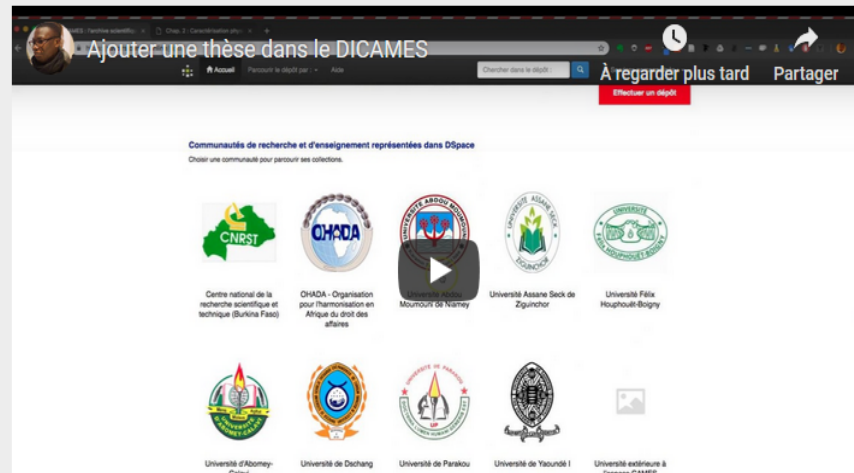 Ajouter une thèse dans le DICAMES
À regarder plus tard
Partager
Accueil
Parcourir le dépôt par :
Aide
Chercher dans le dépôt :
Effectuer un dépôt
Communautés de recherche et d'enseignement représentées dans DSpace
Choisir une communauté pour parcourir ses collections.
CNRST
OHADA
Centre national de la
recherche scientifique et
technique (Burkina Faso)
OHADA - Organisation
pour l'harmonisation en
Afrique du droit des
affaires
Université Abdou
Moumouni de Niamey
Université Assane Seck de
Ziguinchor
Université Félix
Houphouët-Boigny
UP
Université d'Abomey-
Calavi
Université de Dschang
Université de Parakou
Université de Yaoundé I
Université extérieure à
l'espace CAMES